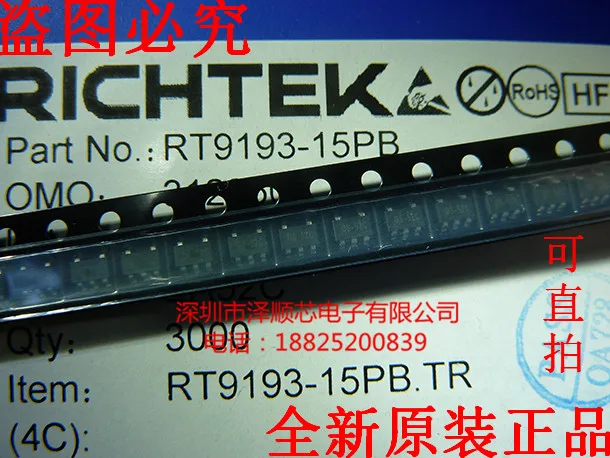 盗图必究
RICHTEK
RoHS
HF
Part No.: RT9193-15PB
OMO:
深圳市泽顺芯电子有限公司
电话：18825200839
Qty: 3000
Item: RT9193-15PB.TR
(4C):
可直拍
全新原装正品